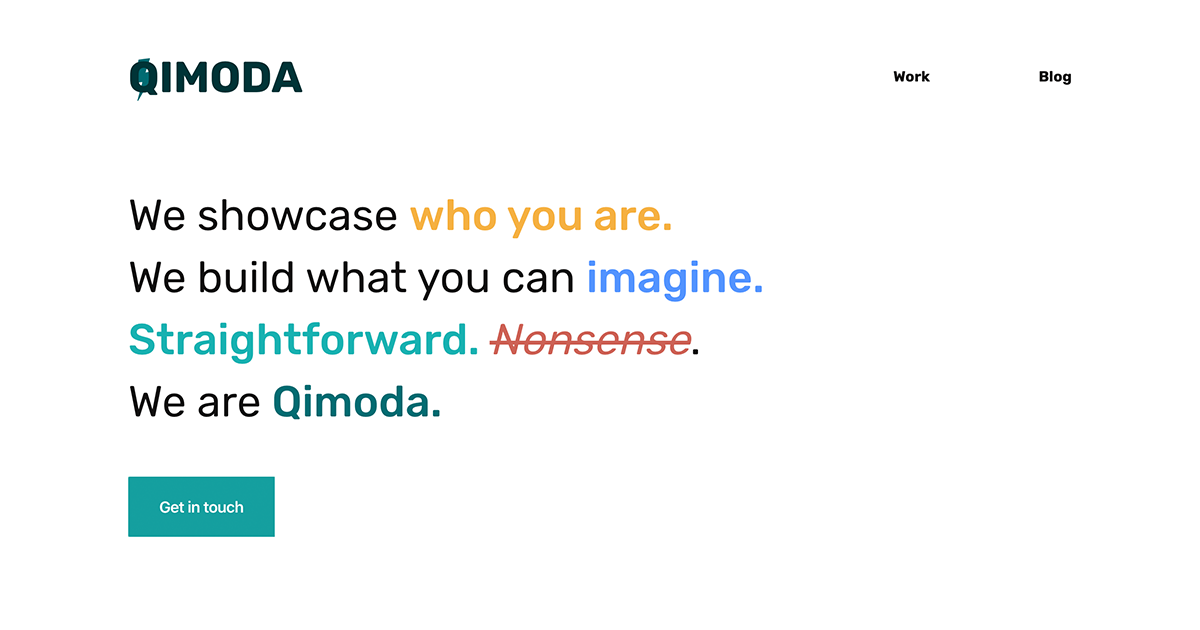 QIMODA
Work
Blog
We showcase who you are.
We build what you can imagine.
Straightforward. Nonsense.
We are Qimoda.
Get in touch